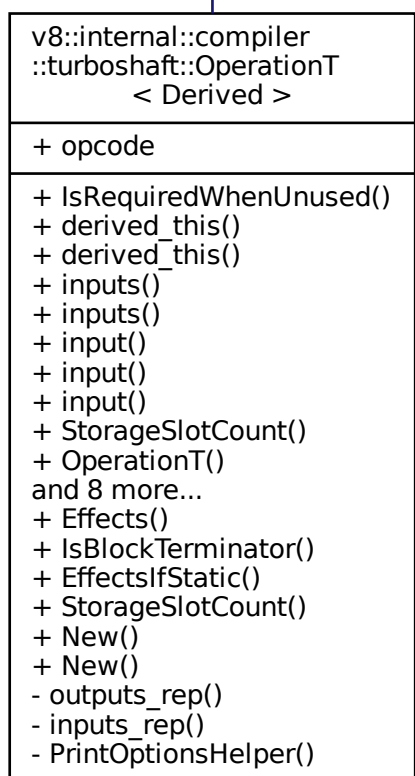 v8::internal::compiler
::turboshaft::OperationT
< Derived >
+ opcode
+ IsRequiredWhenUnused()
+ derived_this()
+ derived_this()
+ inputs()
+ inputs()
+ input()
+ input()
+ input()
+ StorageSlotCount()
+ OperationT()
and 8 more...
+ Effects()
+ IsBlockTerminator()
+ EffectsIfStatic()
+ StorageSlotCount()
+ New()
+ New()
- outputs_rep()
- inputs_rep()
- PrintOptionsHelper()